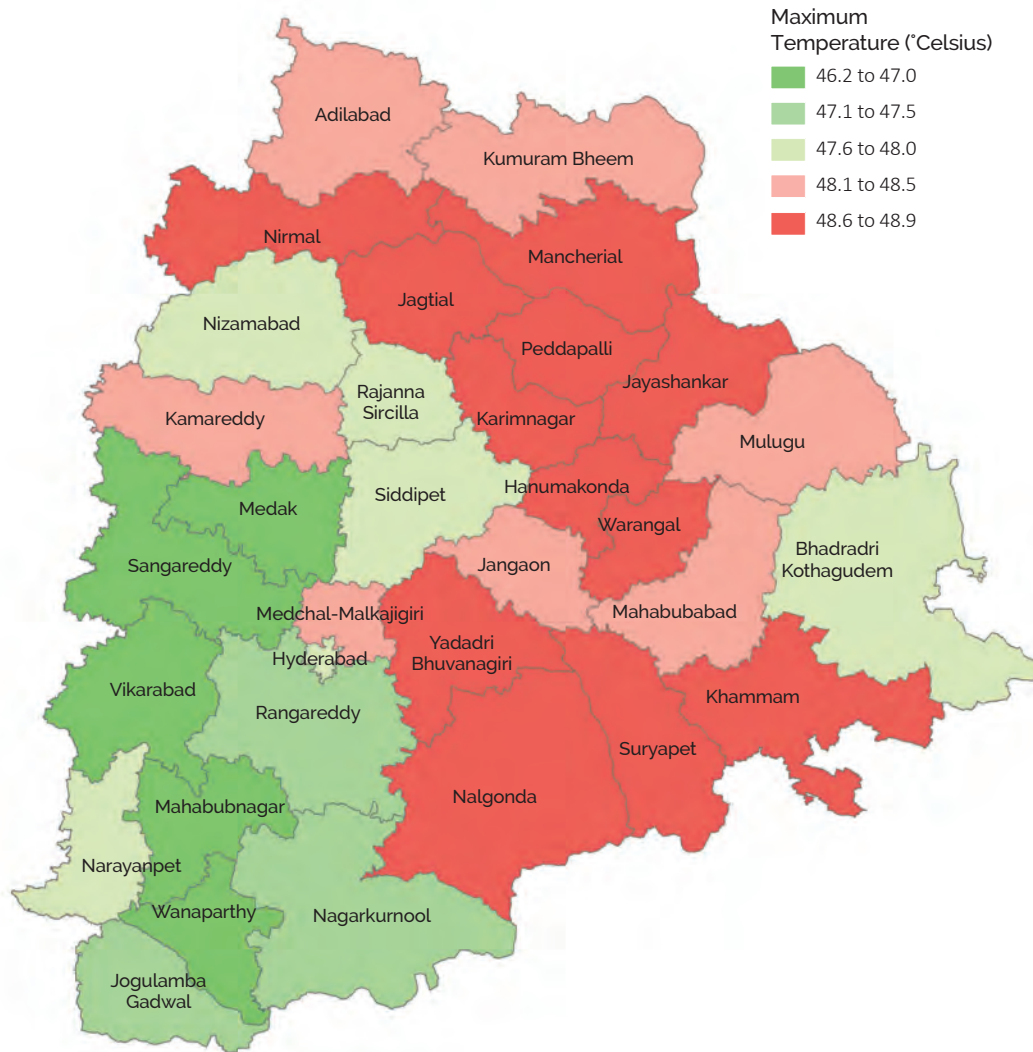 Maximum
Temperature (°Celsius)
46.2 to 47.0
47.1 to 47.5
47.6 to 48.0
48.1 to 48.5
48.6 to 48.9
Adilabad
Kumuram Bheem
Nirmal
Mancherial
Jagtial
Nizamabad
Peddapalli
Jayashankar
Rajanna
Sircilla
Kamareddy
Karimnagar
Mulugu
Siddipet
Hanumakonda
Medak
Warangal
Bhadradri
Kothagudem
Sangareddy
Jangaon
Medchal-Malkajigiri
Mahabubabad
Yadadri
Bhuvanagiri
Hyderabad
Vikarabad
Khammam
Rangareddy
Suryapet
Nalgonda
Mahabubnagar
Narayanpet
Wanaparthy
Nagarkurnool
Jogulamba
Gadwal